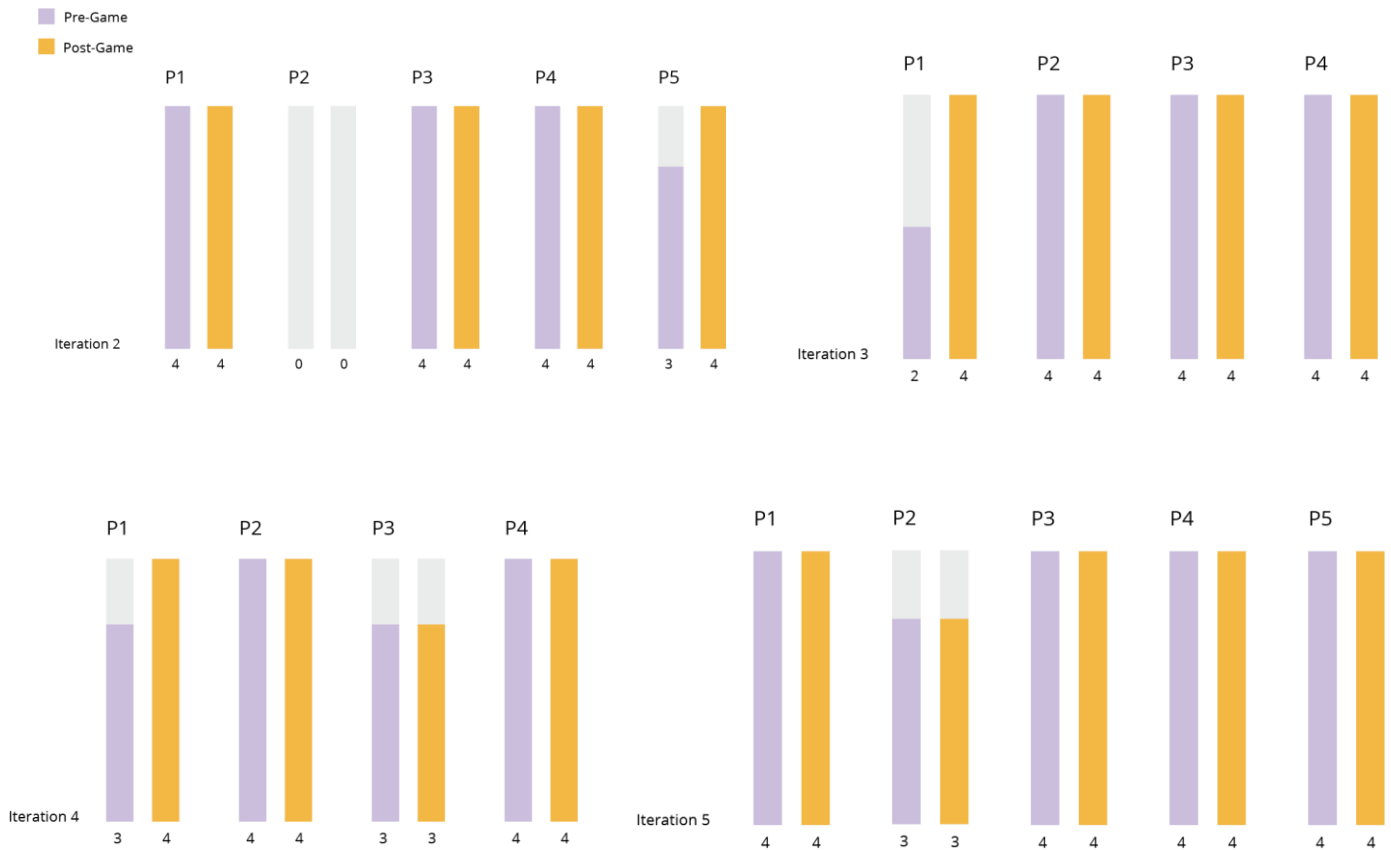 Pre-Game
Post-Game
P1 P2 P3 P4 P5
Iteration 2
4 4 0 0 4 4 4 4 3 4
P1 P2 P3 P4
Iteration 3
2 4 4 4 4 4 4 4
P1 P2 P3 P4
Iteration 4
3 4 4 4 3 3 4 4
P1 P2 P3 P4 P5
Iteration 5
4 4 3 3 4 4 4 4 4 4